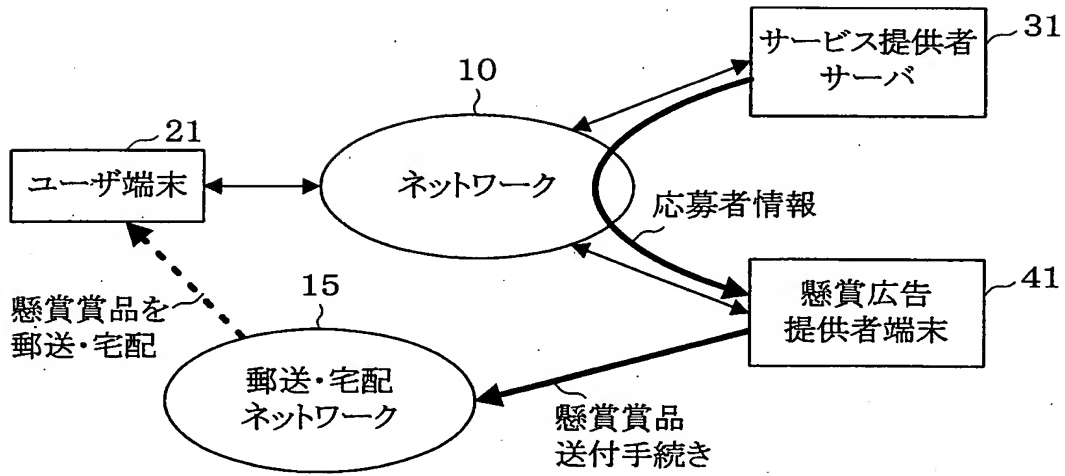 サービス提供者
サーバ
31
10
21
ユーザ端末
ネットワーク
応募者情報
懸賞広告
提供者端末
41
15
懸賞賞品を
郵送・宅配
郵送・宅配
ネットワーク
懸賞賞品
送付手続き